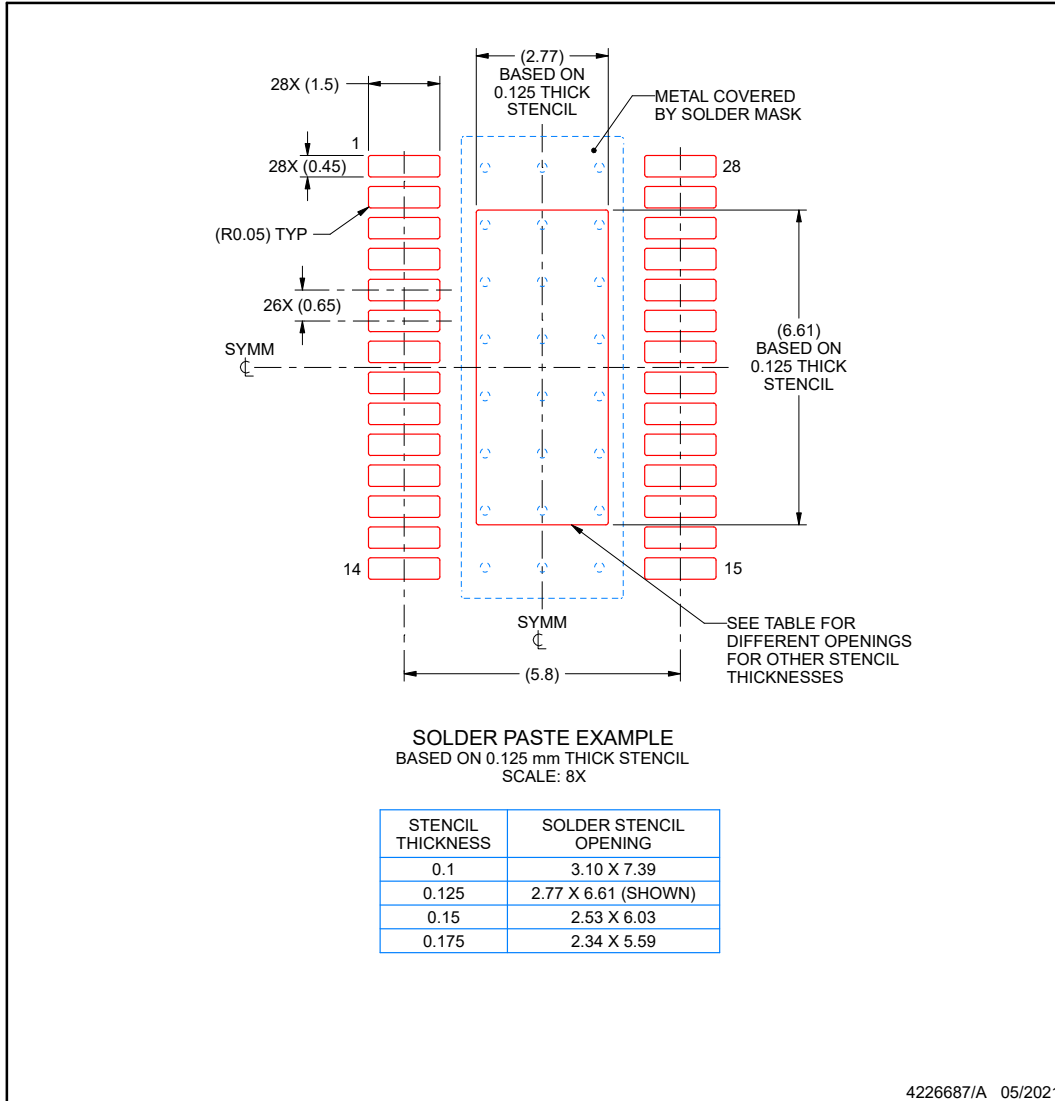 (2.77)
BASED ON
0.125 THICK
STENCIL
28X (1.5)
METAL COVERED
BY SOLDER MASK
1
28X (0.45)
28
(R0.05) TYP
26X (0.65)
SYMM
℄
(6.61)
BASED ON
0.125 THICK
STENCIL
14
15
SYMM
℄
SEE TABLE FOR
DIFFERENT OPENINGS
FOR OTHER STENCIL
THICKNESSES
(5.8)
SOLDER PASTE EXAMPLE
BASED ON 0.125 mm THICK STENCIL
SCALE: 8X
STENCIL
THICKNESS
SOLDER STENCIL
OPENING
0.1 3.10 X 7.39
0.125 2.77 X 6.61 (SHOWN)
0.15 2.53 X 6.03
0.175 2.34 X 5.59
4226687/A 05/2021